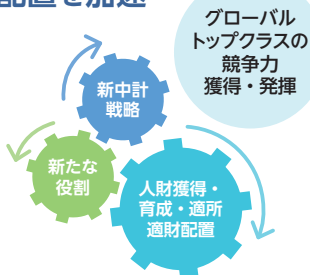 配置を加速
グローバル
トップクラスの
競争力
獲得・発揮
新中計
戦略
新たな
役割
人財獲得・
育成・適所
適財配置